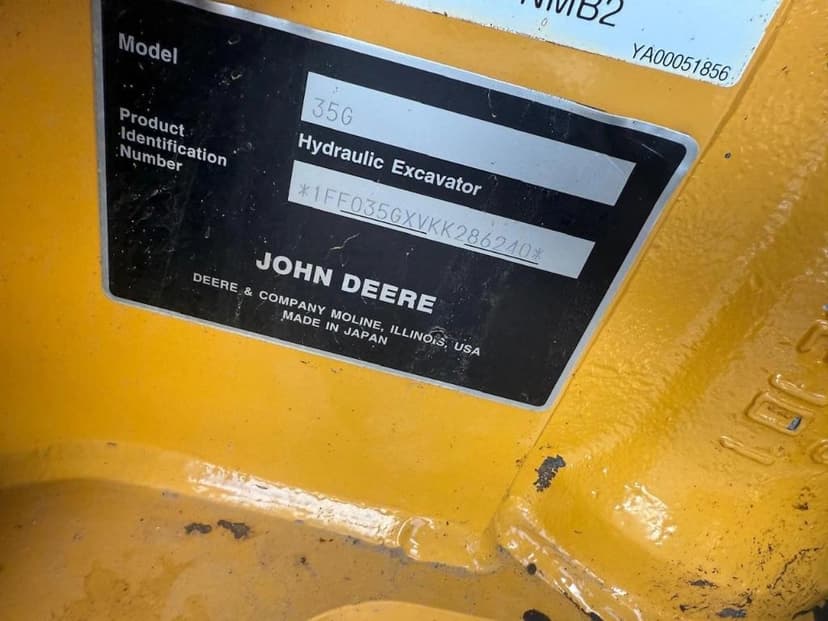 NMB2
YA00051856
Model
35G
Hydraulic Excavator
Product
Identification
Number
*1FF035GXVKK286240*
JOHN DEERE
DEERE & COMPANY MOLINE, ILLINOIS, USA
MADE IN JAPAN